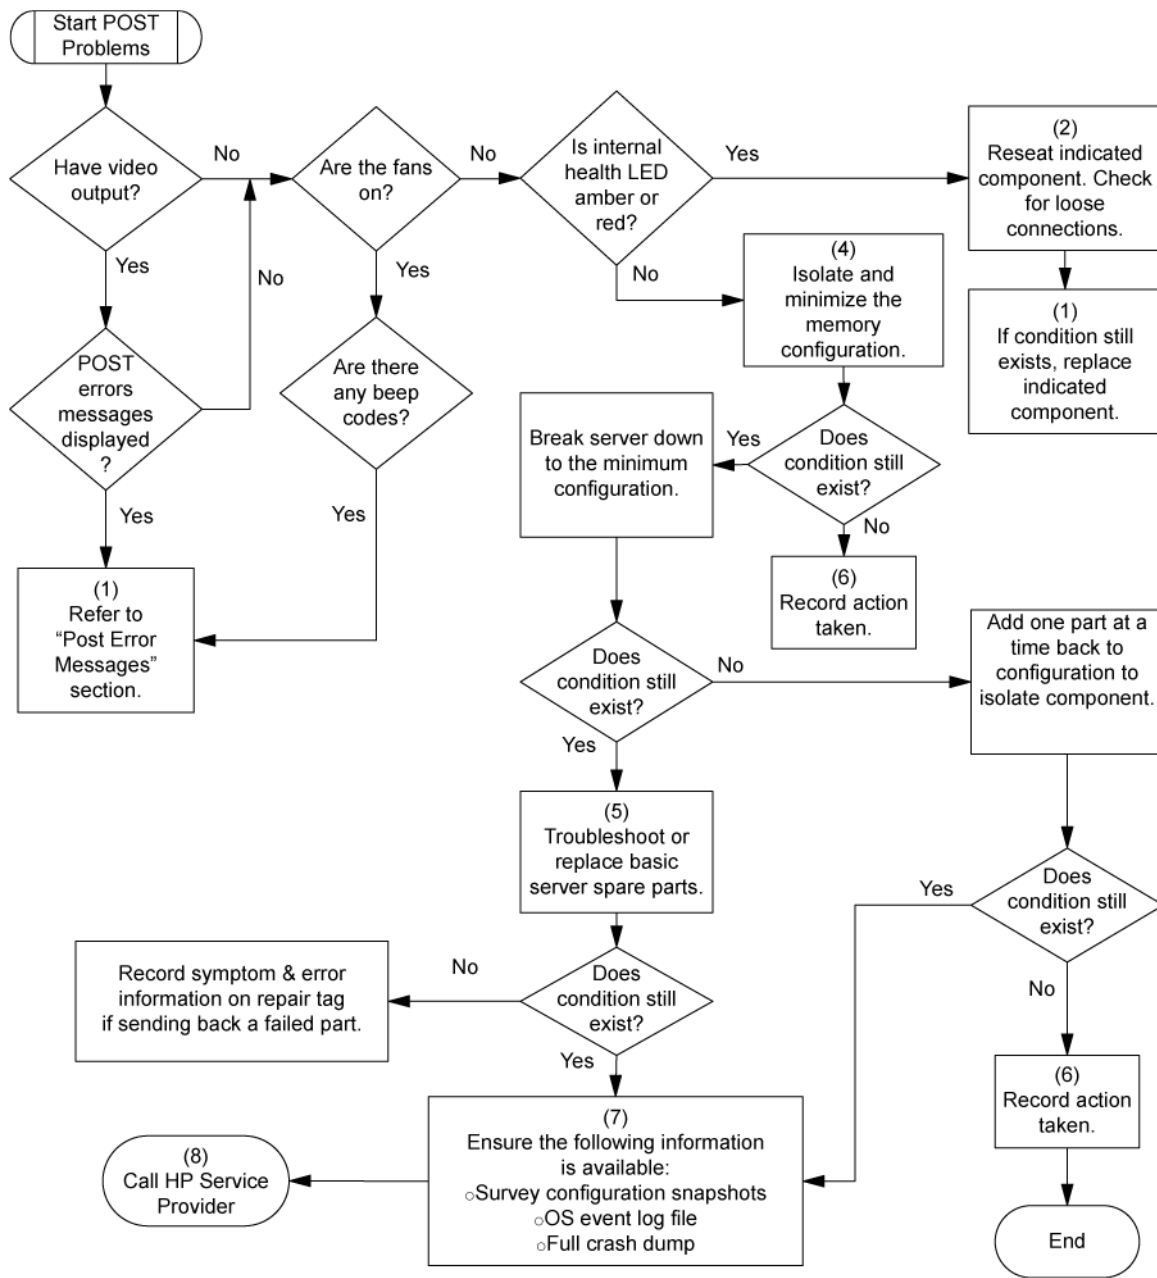 Start POST
Problems
Have video
output?
No
Yes
POST
errors
messages
displayed
?
No
Yes
(1)
Refer to
“Post Error
Messages”
section.
Are the fans
on?
No
Yes
Are there
any beep
codes?
Yes
Is internal
health LED
amber or
red?
Yes
No
(2)
Reseat indicated
component. Check
for loose
connections.
(1)
If condition still
exists, replace
indicated
component.
(4)
Isolate and
minimize the
memory
configuration.
Does
condition still
exist?
Yes
No
(6)
Record action
taken.
Break server down
to the minimum
configuration.
Does
condition still
exist?
No
Yes
Add one part at a
time back to
configuration to
isolate component.
Does
condition still
exist?
Yes
No
(6)
Record action
taken.
End
(5)
Troubleshoot or
replace basic
server spare parts.
Does
condition still
exist?
No
Yes
Record symptom & error
information on repair tag
if sending back a failed part.
(7)
Ensure the following information
is available:
○Survey configuration snapshots
○OS event log file
○Full crash dump
(8)
Call HP Service
Provider